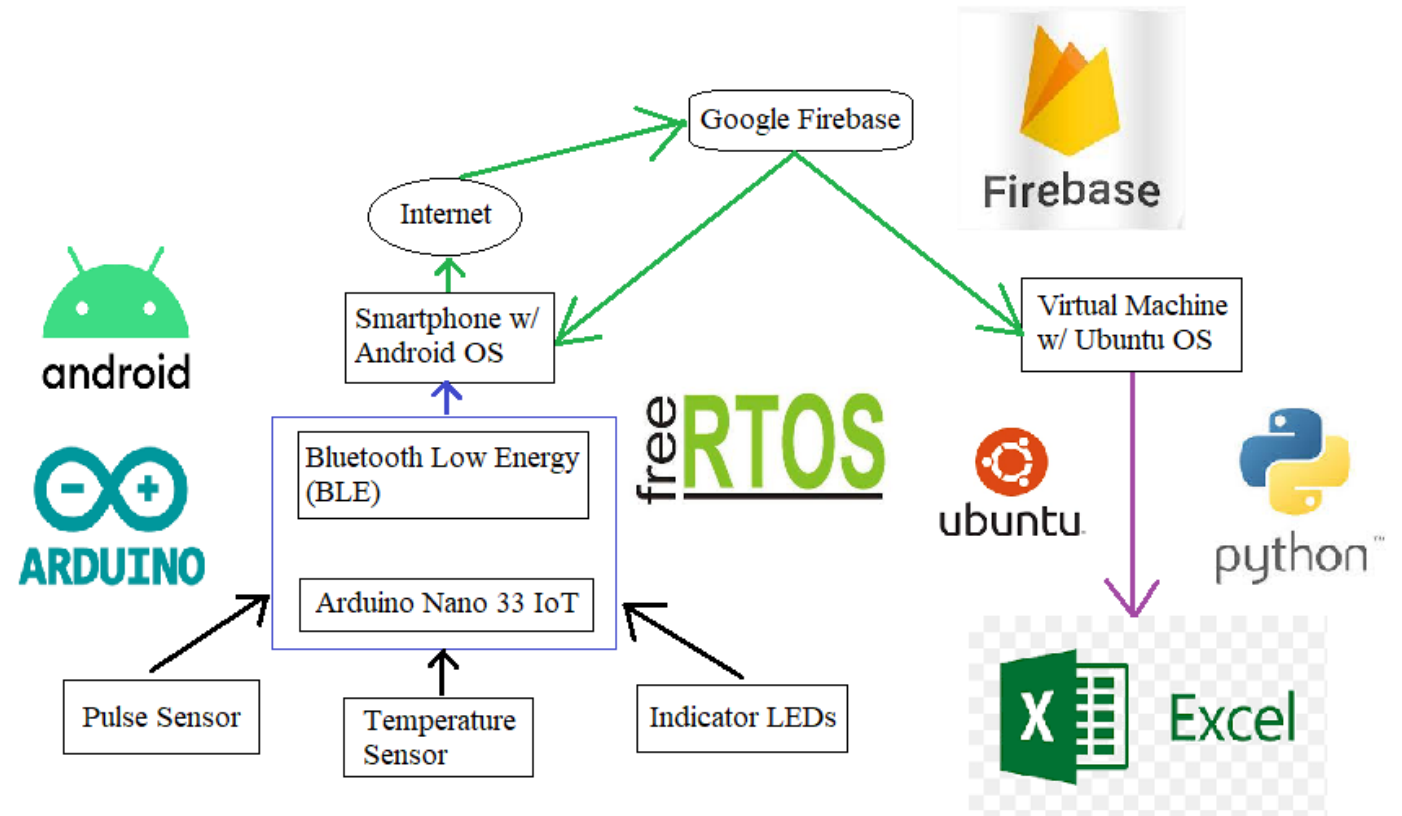 Google Firebase
Firebase
Internet
android
Smartphone w/
Android OS
Virtual Machine
w/ Ubuntu OS
ARDUINO
Bluetooth Low Energy
(BLE)
free
RTOS
ubuntu
python™
Arduino Nano 33 IoT
Pulse Sensor
Temperature
Sensor
Indicator LEDs
X
Excel